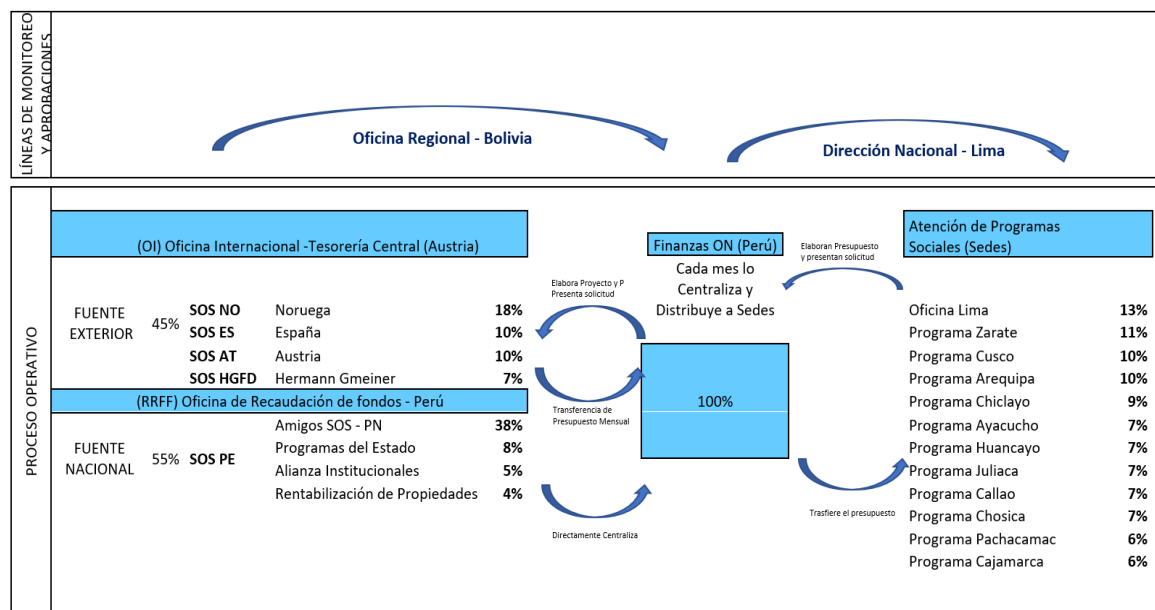 LÍNEAS DE MONITOREO
Y APROBACIONES
Oficina Regional - Bolivia
Dirección Nacional - Lima
PROCESO OPERATIVO
(OI) Oficina Internacional -Tesorería Central (Austria)
FUENTE
EXTERIOR
45%
SOS NO Noruega 18%
SOS ES España 10%
SOS AT Austria 10%
SOS HGFD Hermann Gmeiner 7%
(RRFF) Oficina de Recaudación de fondos - Perú
FUENTE
NACIONAL
55% SOS PE
Amigos SOS - PN 38%
Programas del Estado 8%
Alianza Institucionales 5%
Rentabilización de Propiedades 4%
Elabora Proyecto y P
Presenta solicitud
Transferencia de
Presupuesto Mensual
Directamente Centraliza
Finanzas ON (Perú)
Cada mes lo
Centraliza y
Distribuye a Sedes
100%
Elaboran Presupuesto
y presentan solicitud
Trasfiere el presupuesto
Atención de Programas
Sociales (Sedes)
Oficina Lima 13%
Programa Zarate 11%
Programa Cusco 10%
Programa Arequipa 10%
Programa Chiclayo 9%
Programa Ayacucho 7%
Programa Huancayo 7%
Programa Juliaca 7%
Programa Callao 7%
Programa Chosica 7%
Programa Pachacamac 6%
Programa Cajamarca 6%